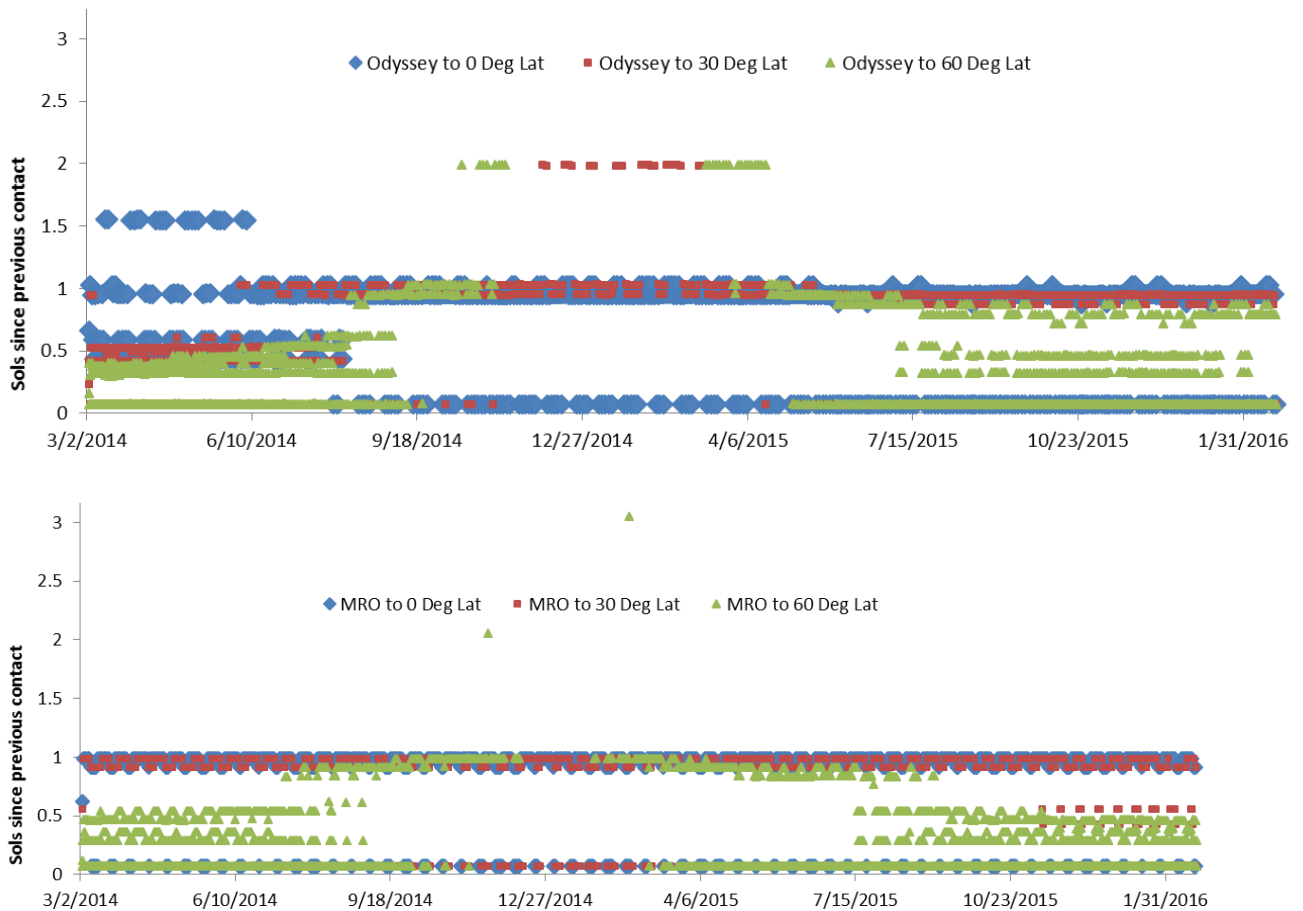 3
Odyssey to 0 Deg Lat Odyssey to 30 Deg Lat Odyssey to 60 Deg Lat
2.5
2
1.5
1
0.5
0
Sols since previous contact
3/2/2014 6/10/2014 9/18/2014 12/27/2014 4/6/2015 7/15/2015 10/23/2015 1/31/2016
3
2.5
MRO to 0 Deg Lat MRO to 30 Deg Lat MRO to 60 Deg Lat
2
1.5
1
0.5
0
Sols since previous contact
3/2/2014 6/10/2014 9/18/2014 12/27/2014 4/6/2015 7/15/2015 10/23/2015 1/31/2016